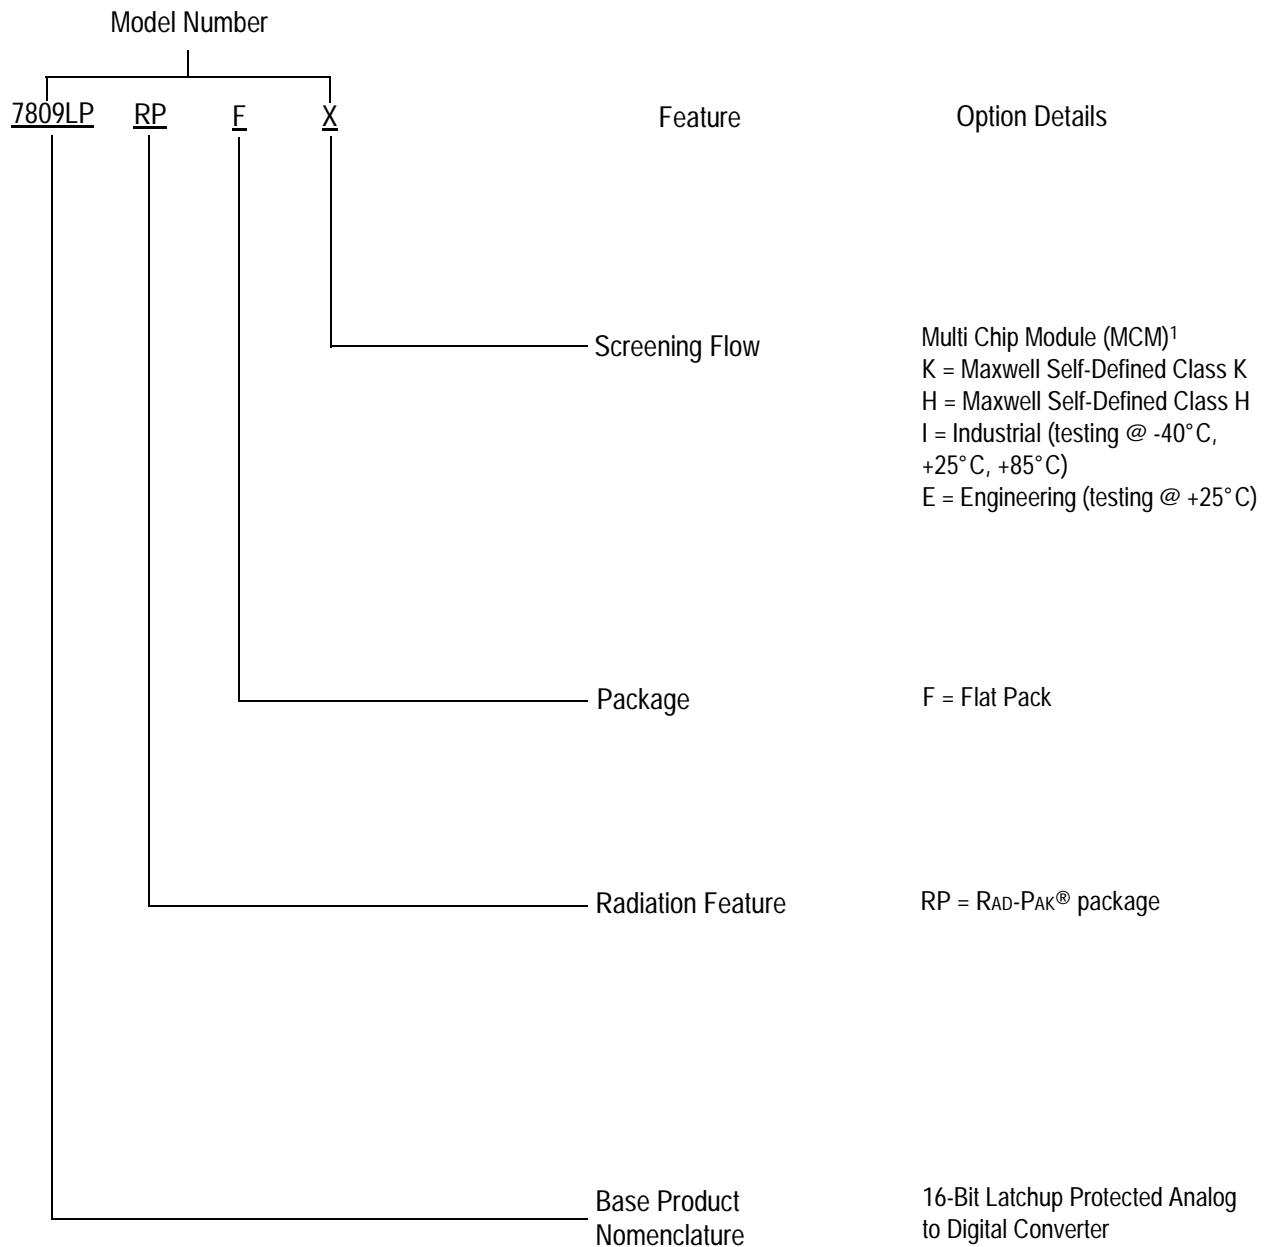 Model Number
7809LP RP F X Feature Option Details
Screening Flow
Multi Chip Module (MCM)1
K = Maxwell Self-Defined Class K
H = Maxwell Self-Defined Class H
I = Industrial (testing @ -40°C,
+25°C, +85°C)
E = Engineering (testing @ +25°C)
Package
F = Flat Pack
Radiation Feature
RP = RAD-PAK® package
Base Product
Nomenclature
16-Bit Latchup Protected Analog
to Digital Converter